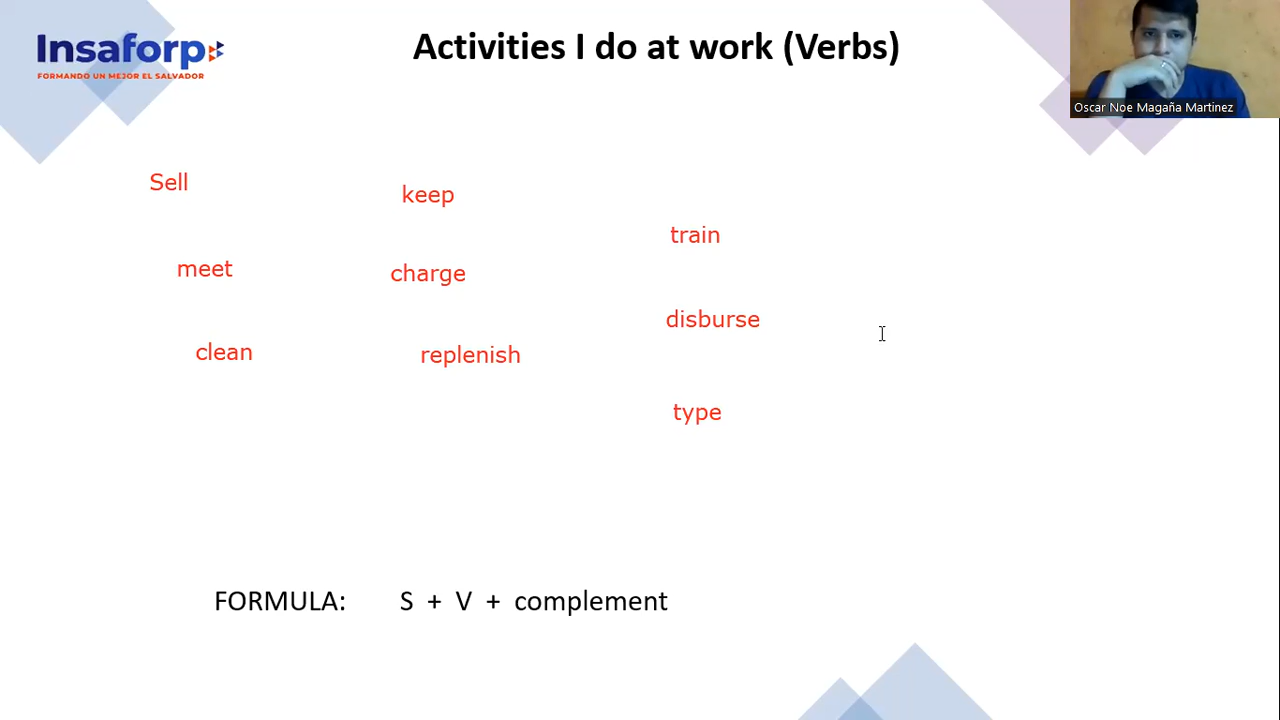 Insaforp
FORMANDO UN MEJOR EL SALVADOR
Activities I do at work (Verbs)
Oscar Noe Magaña Martinez
Sell
keep
train
meet
charge
disburse
clean
replenish
type
FORMULA: S + V + complement